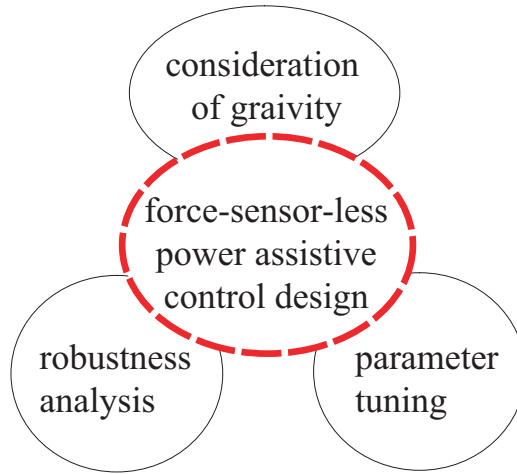 consideration
of graivity
force-sensor-less
power assistive
control design
robustness
analysis
parameter
tuning